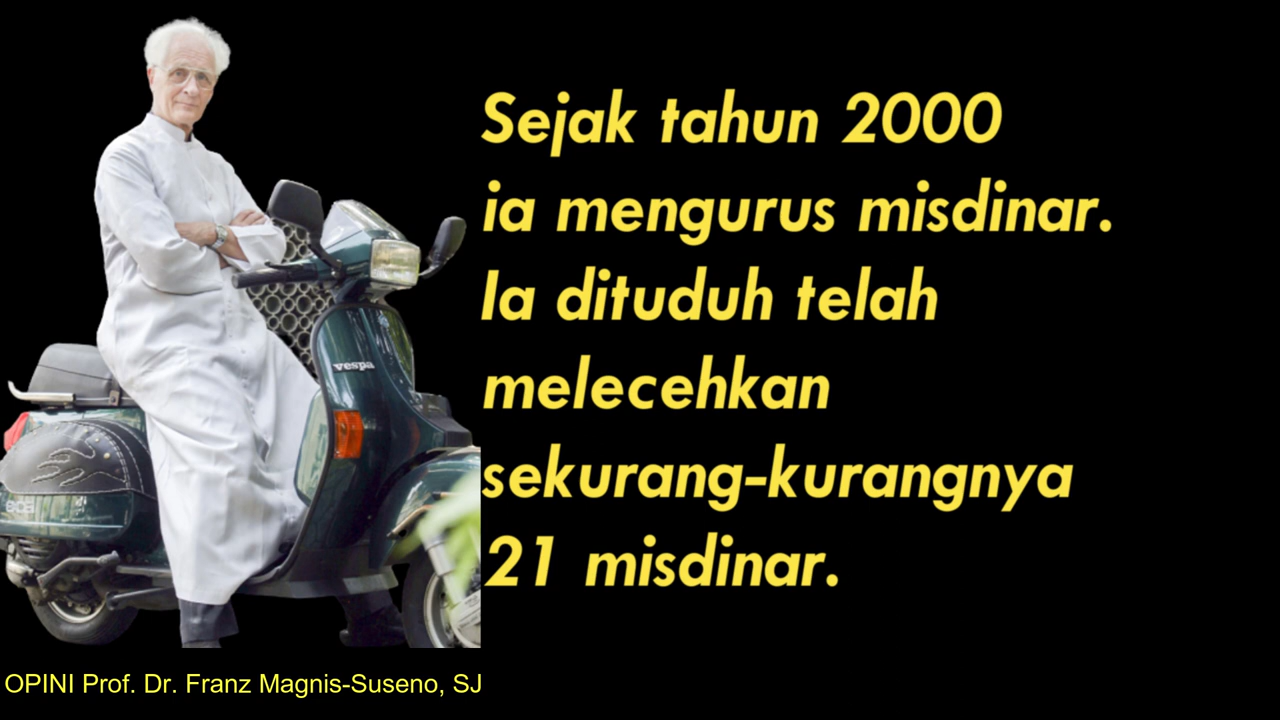 Sejak tahun 2000
ia mengurus misdinar.
Ia dituduh telah
melecehkan
sekurang-kurangnya
21 misdinar.
vespa
OPINI Prof. Dr. Franz Magnis-Suseno, SJ